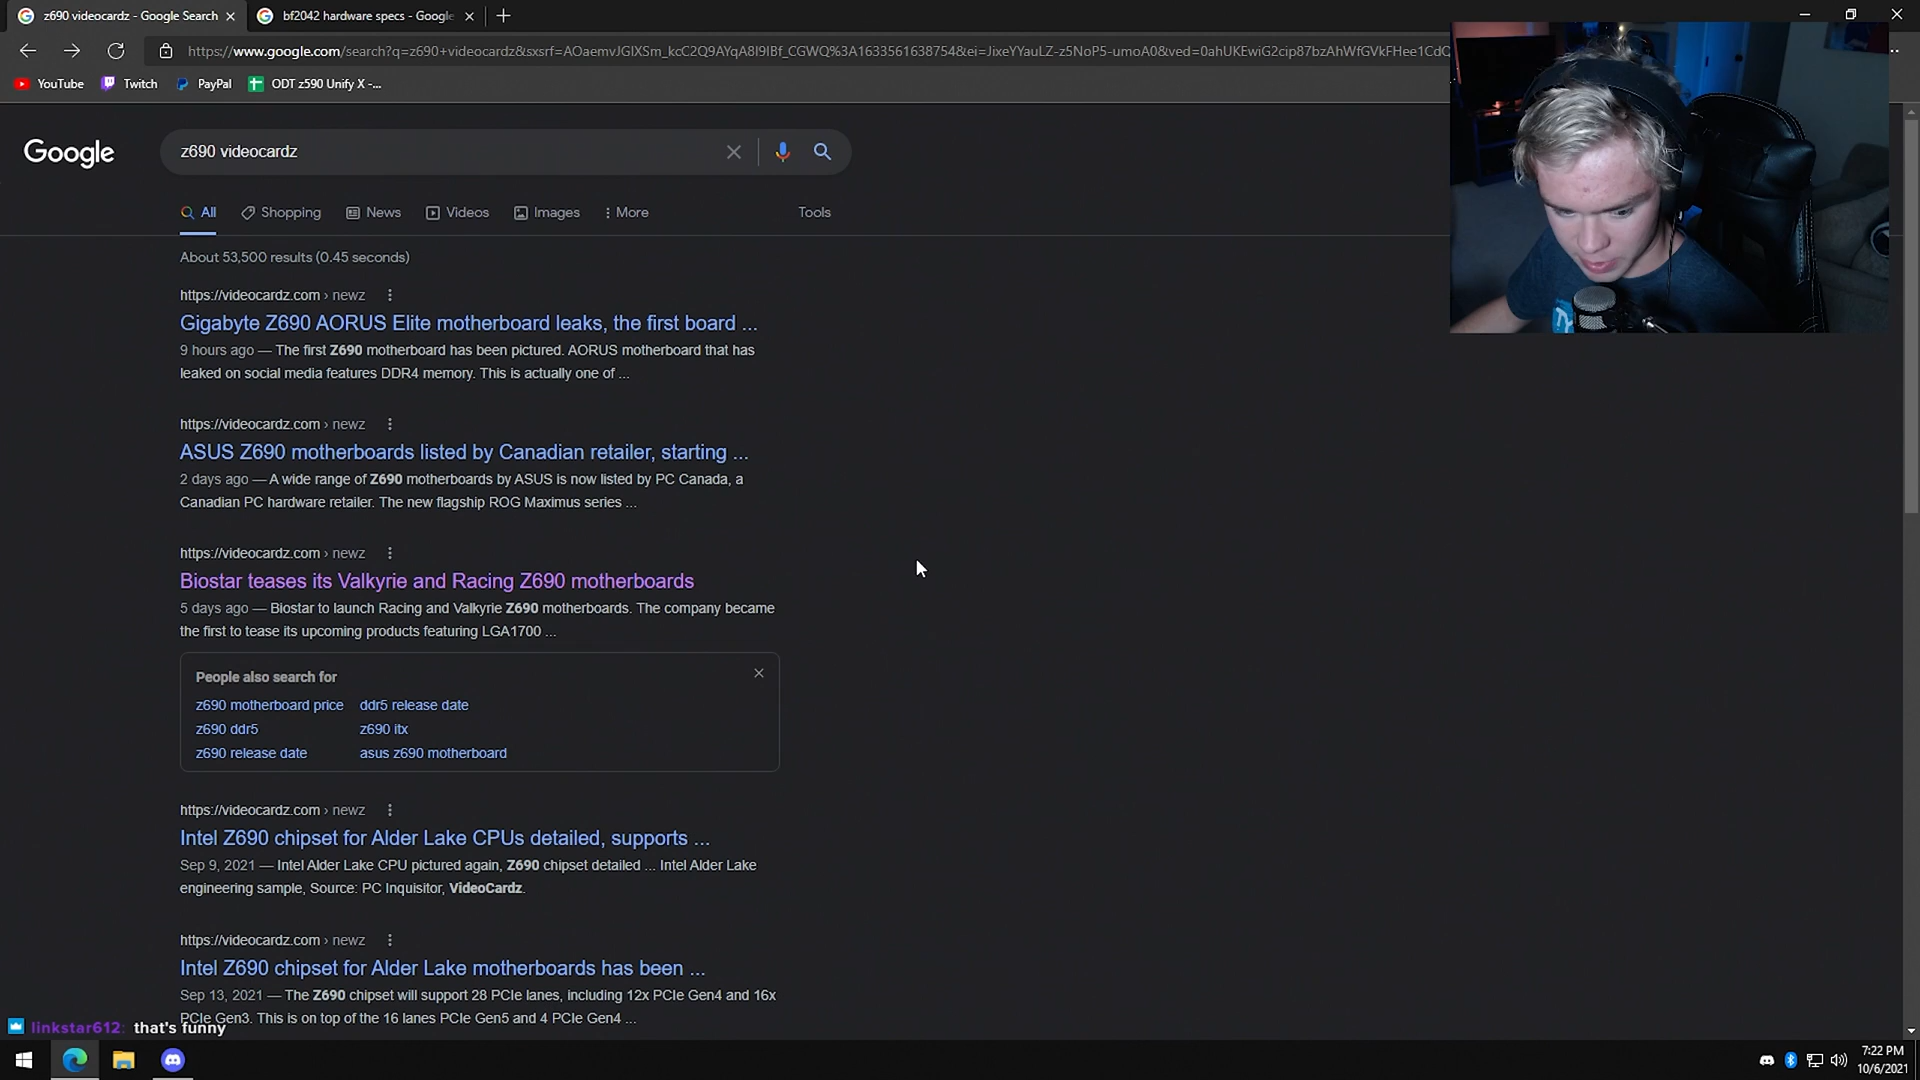 z690 videocardz - Google Search
bf2042 hardware specs - Google
https://www.google.com/search?q=z690+videocardz&sxsrf=
YouTube
Twitch
PayPal
ODT z590 Unify X -...
Google
z690 videocardz
All
Shopping
News
Videos
Images
More
Tools
About 53,500 results (0.45 seconds)
https://videocardz.com › newz
Gigabyte Z690 AORUS Elite motherboard leaks, the first board ...
9 hours ago — The first Z690 motherboard has been pictured. AORUS motherboard that has
leaked on social media features DDR4 memory. This is actually one of ...
https://videocardz.com › newz
ASUS Z690 motherboards listed by Canadian retailer, starting ...
2 days ago — A wide range of Z690 motherboards by ASUS is now listed by PC Canada, a
Canadian PC hardware retailer. The new flagship ROG Maximus series ...
https://videocardz.com › newz
Biostar teases its Valkyrie and Racing Z690 motherboards
5 days ago — Biostar to launch Racing and Valkyrie Z690 motherboards. The company became
the first to tease its upcoming products featuring LGA1700 ...
People also search for
z690 motherboard price
ddr5 release date
z690 ddr5
z690 itx
z690 release date
asus z690 motherboard
https://videocardz.com › newz
Intel Z690 chipset for Alder Lake CPUs detailed, supports ...
Sep 9, 2021 — Intel Alder Lake CPU pictured again, Z690 chipset detailed ... Intel Alder Lake
engineering sample, Source: PC Inquisitor, VideoCardz.
https://videocardz.com › newz
Intel Z690 chipset for Alder Lake motherboards has been ...
Sep 13, 2021 — The Z690 chipset will support 28 PCIe lanes, including 12x PCIe Gen4 and 16x
PCIe Gen3. This is on top of the 16 lanes PCIe Gen5 and 4 PCIe Gen4 ...
linkstar612: that's funny
7:22 PM
10/6/2021